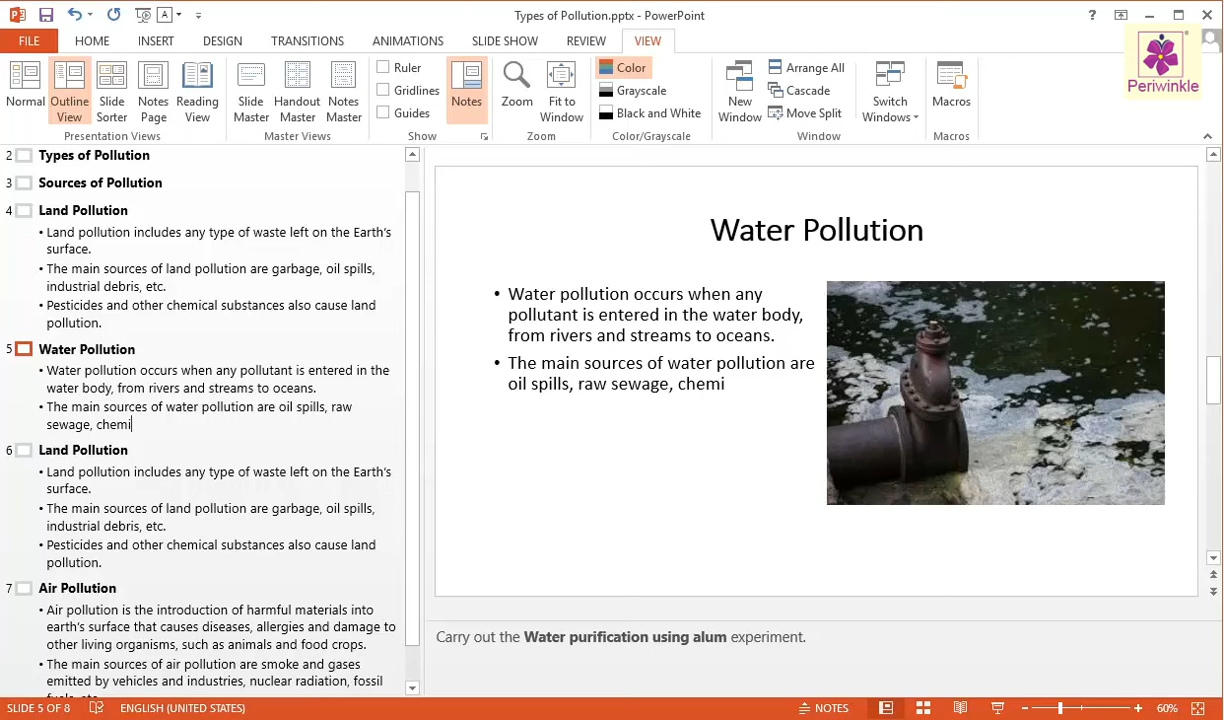 Types of Pollution.pptx - PowerPoint
FILE
HOME
INSERT
DESIGN
TRANSITIONS
ANIMATIONS
SLIDE SHOW
REVIEW
VIEW
Periwinkle
Normal
Outline View
Slide Sorter
Notes Page
Reading View
Presentation Views
Slide Master
Handout Master
Notes Master
Master Views
Ruler
Gridlines
Guides
Show
Notes
Zoom
Fit to Window
Zoom
Color
Grayscale
Black and White
Color/Grayscale
New Window
Arrange All
Cascade
Move Split
Window
Switch Windows
Macros
Macros
2 Types of Pollution
3 Sources of Pollution
4 Land Pollution
• Land pollution includes any type of waste left on the Earth's
surface.
• The main sources of land pollution are garbage, oil spills,
industrial debris, etc.
• Pesticides and other chemical substances also cause land
pollution.
5 Water Pollution
• Water pollution occurs when any pollutant is entered in the
water body, from rivers and streams to oceans.
• The main sources of water pollution are oil spills, raw
sewage, chemi
6 Land Pollution
• Land pollution includes any type of waste left on the Earth's
surface.
• The main sources of land pollution are garbage, oil spills,
industrial debris, etc.
• Pesticides and other chemical substances also cause land
pollution.
7 Air Pollution
• Air pollution is the introduction of harmful materials into
earth's surface that causes diseases, allergies and damage to
other living organisms, such as animals and food crops.
• The main sources of air pollution are smoke and gases
emitted by vehicles and industries, nuclear radiation, fossil
fuels, etc.
Water Pollution
• Water pollution occurs when any
pollutant is entered in the water body,
from rivers and streams to oceans.
• The main sources of water pollution are
oil spills, raw sewage, chemi
Carry out the Water purification using alum experiment.
SLIDE 5 OF 8
ENGLISH (UNITED STATES)
NOTES
60%